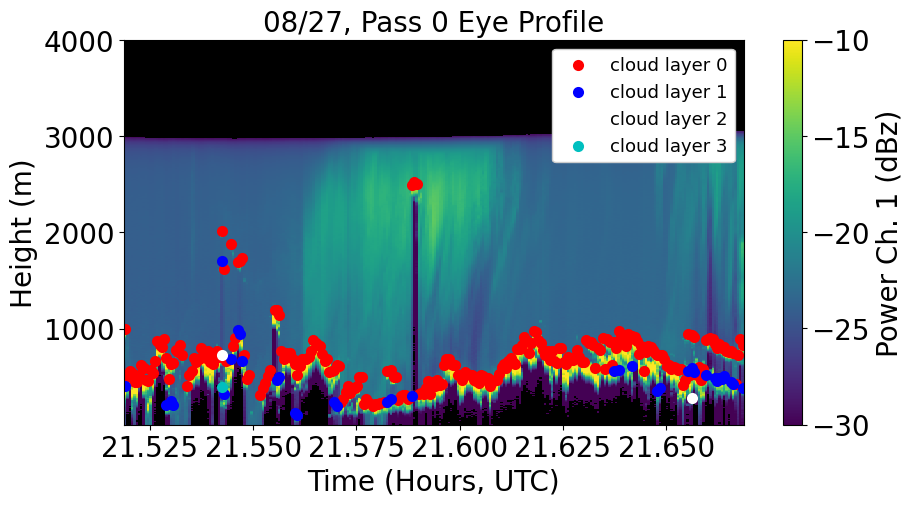 08/27, Pass 0 Eye Profile
4000
3000
2000
1000
Height (m)
cloud layer 0
cloud layer 1
cloud layer 2
cloud layer 3
21.525 21.550 21.575 21.600 21.625 21.650
Time (Hours, UTC)
−10
−15
−20
−25
−30
Power Ch. 1 (dBz)